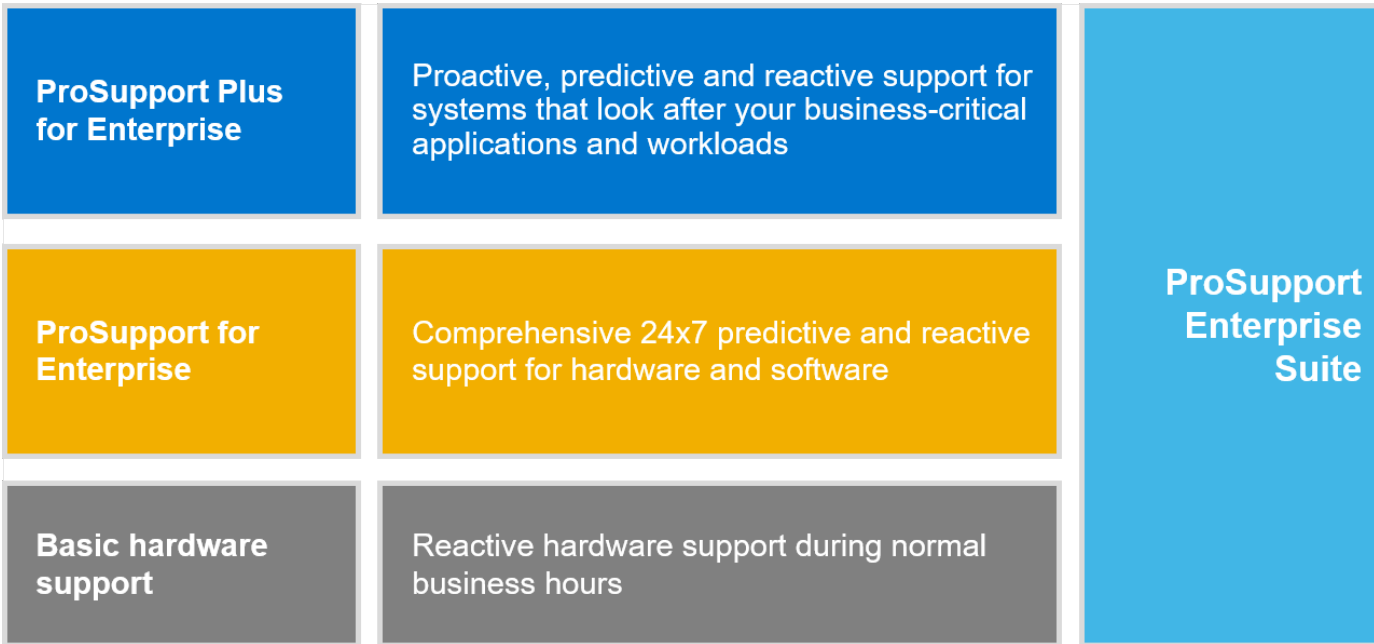 ProSupport Plus
for Enterprise
Proactive, predictive and reactive support for
systems that look after your business-critical
applications and workloads
ProSupport for
Enterprise
Comprehensive 24x7 predictive and reactive
support for hardware and software
Basic hardware
support
Reactive hardware support during normal
business hours
ProSupport
Enterprise
Suite